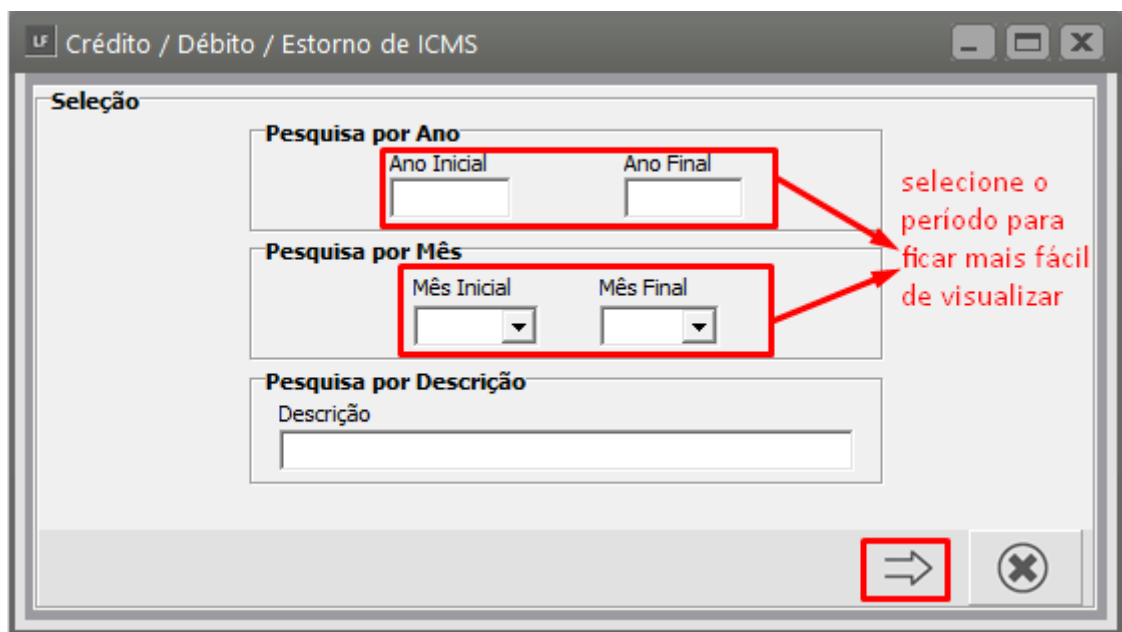 LF Crédito / Débito / Estorno de ICMS
Seleção
Pesquisa por Ano
Ano Inicial Ano Final
selecione o
período para
ficar mais fácil
de visualizar
Pesquisa por Mês
Mês Inicial Mês Final
Pesquisa por Descrição
Descrição